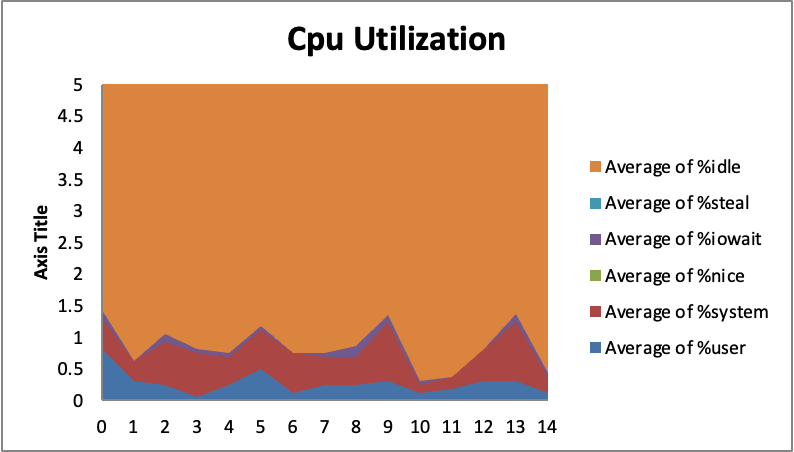 Cpu Utilization
5
4.5
4
3.5
3
2.5
2
1.5
1
0.5
0
Axis Title
0 1 2 3 4 5 6 7 8 9 10 11 12 13 14
Average of %idle
Average of %steal
Average of %iowait
Average of %nice
Average of %system
Average of %user